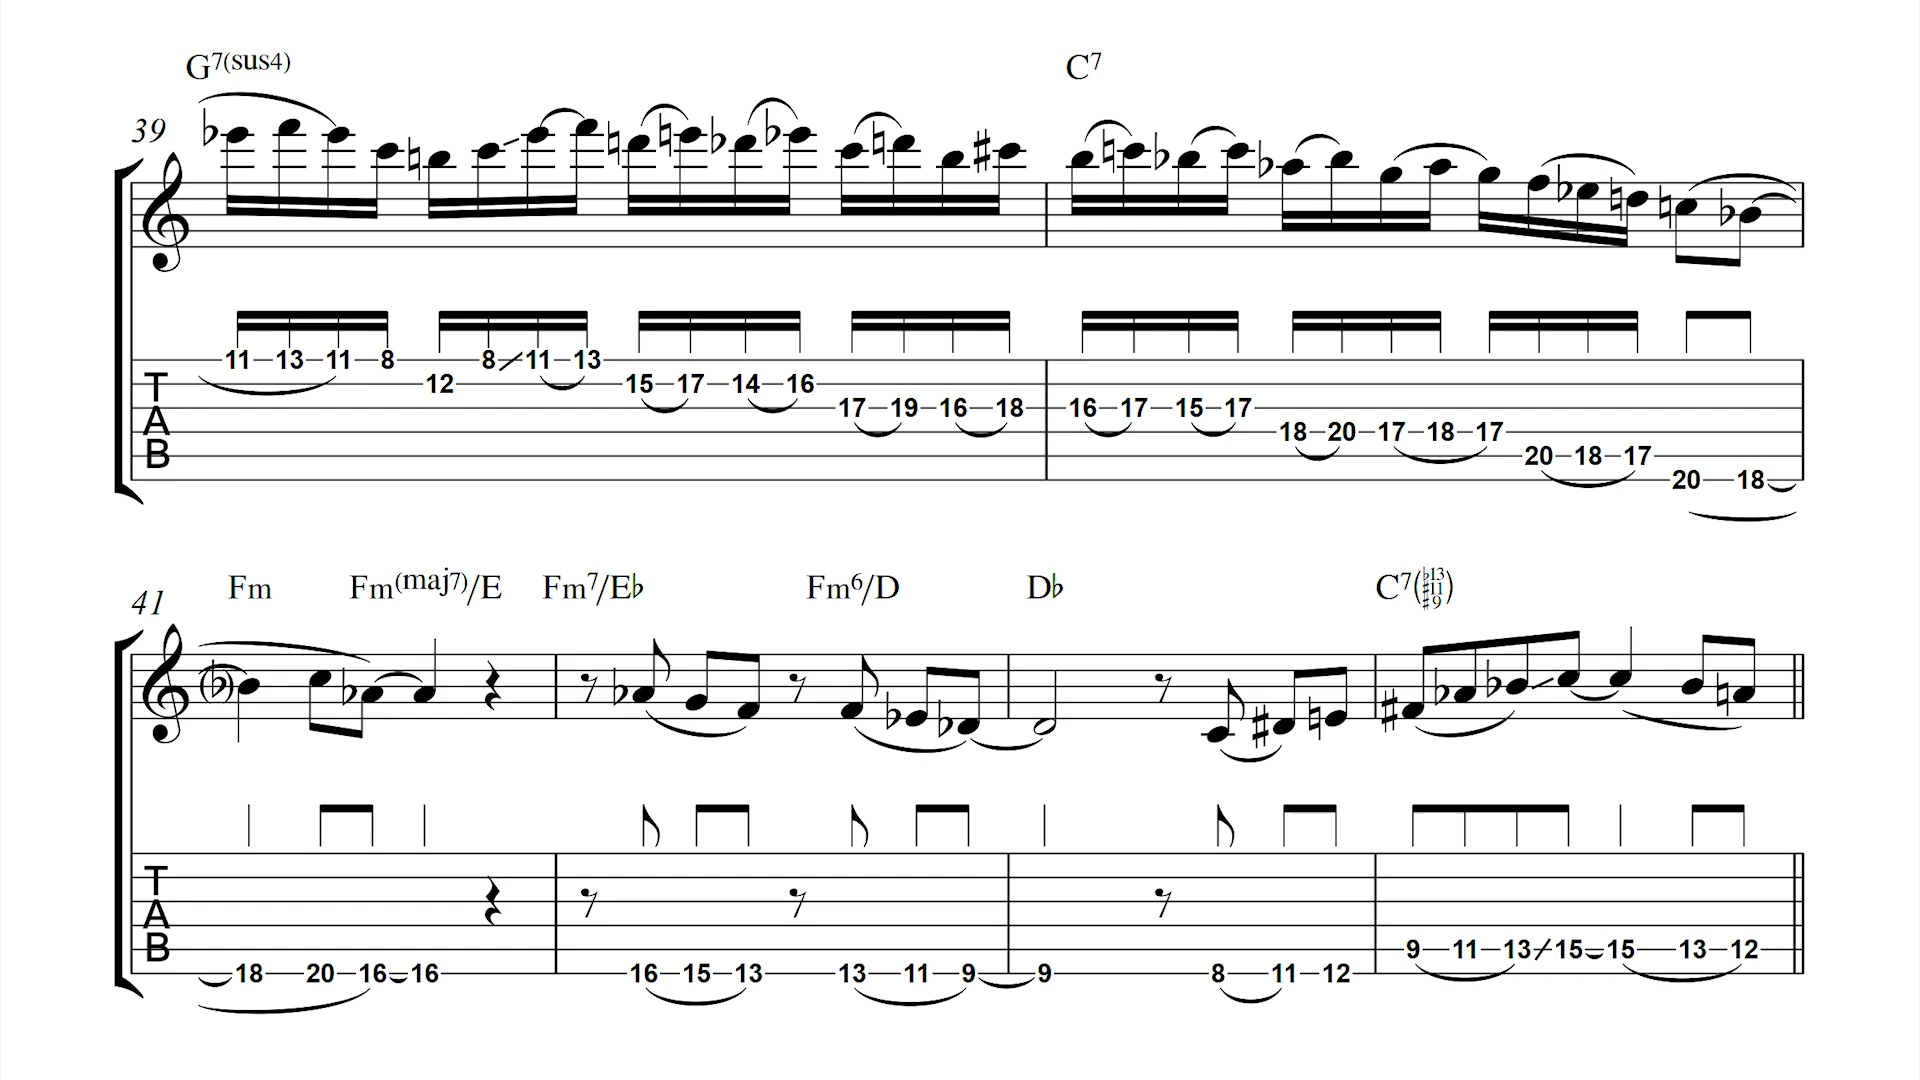 G7(sus4) C7
39
11 13 11 8 8 11 13
T 12 15 17 14 16
A 17 19 16 18 16 17 15 17
18 20 17 18 17
B 20 18 17
20 18
Fm Fm(maj7)/E Fm7/E♭ Fm6/D D♭ C7(♭13 ♯11 ♯9)
41
T
A
B 9 11 13 15 15 13 12
18 20 16 16 16 15 13 13 11 9 9 8 11 12